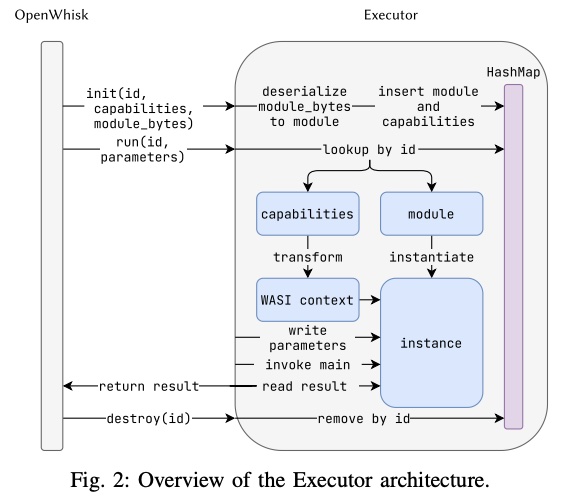 OpenWhisk
Executor
HashMap
init(id,
capabilities,
module_bytes)
deserialize
module_bytes
to module
insert module
and
capabilities
run(id,
parameters)
lookup by id
capabilities
module
transform
instantiate
WASI context
instance
write
parameters
invoke main
return result
read result
destroy(id)
remove by id
Fig. 2: Overview of the Executor architecture.